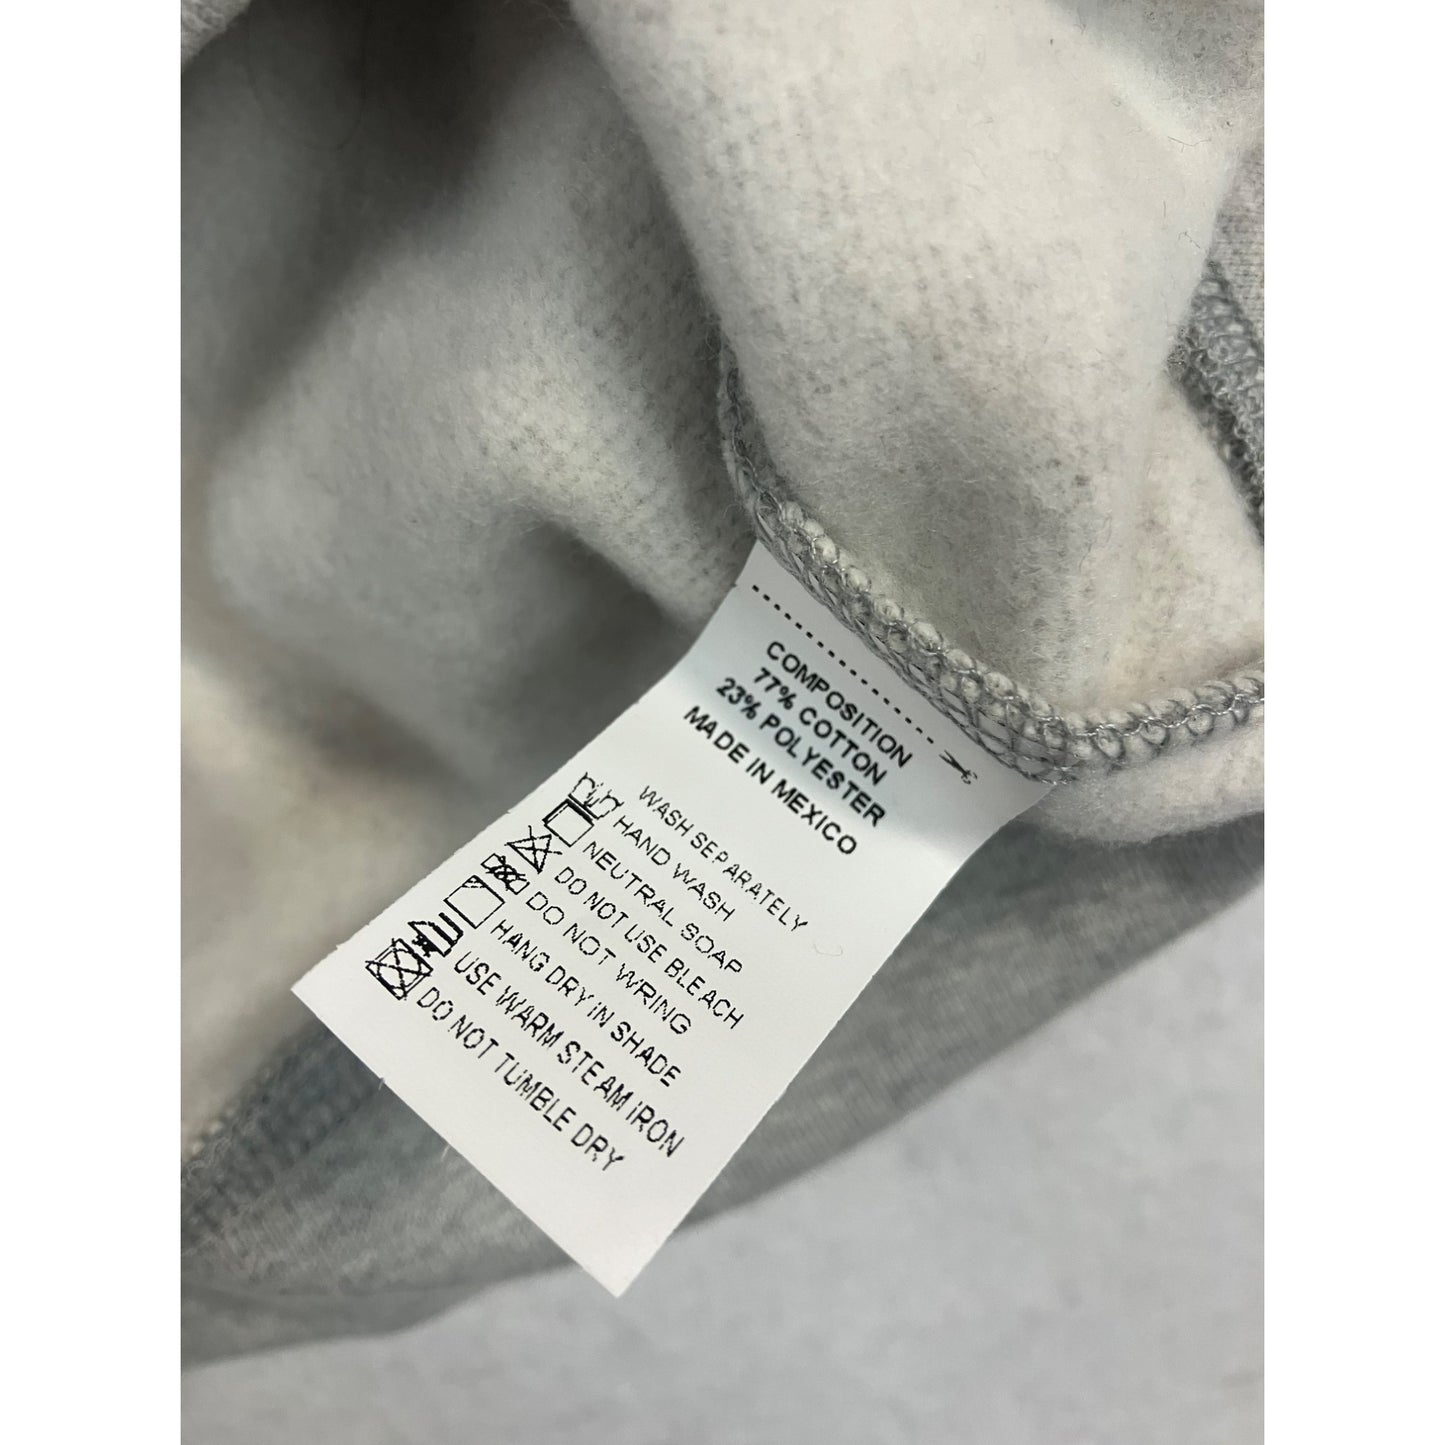 COMPOSITION
77% COTTON
23% POLYESTER
MADE IN MEXICO
WASH SEPARATELY
HAND WASH
NEUTRAL SOAP
DO NOT USE BLEACH
DO NOT WRING
HANG DRY IN SHADE
USE WARM STEAM IRON
DO NOT TUMBLE DRY